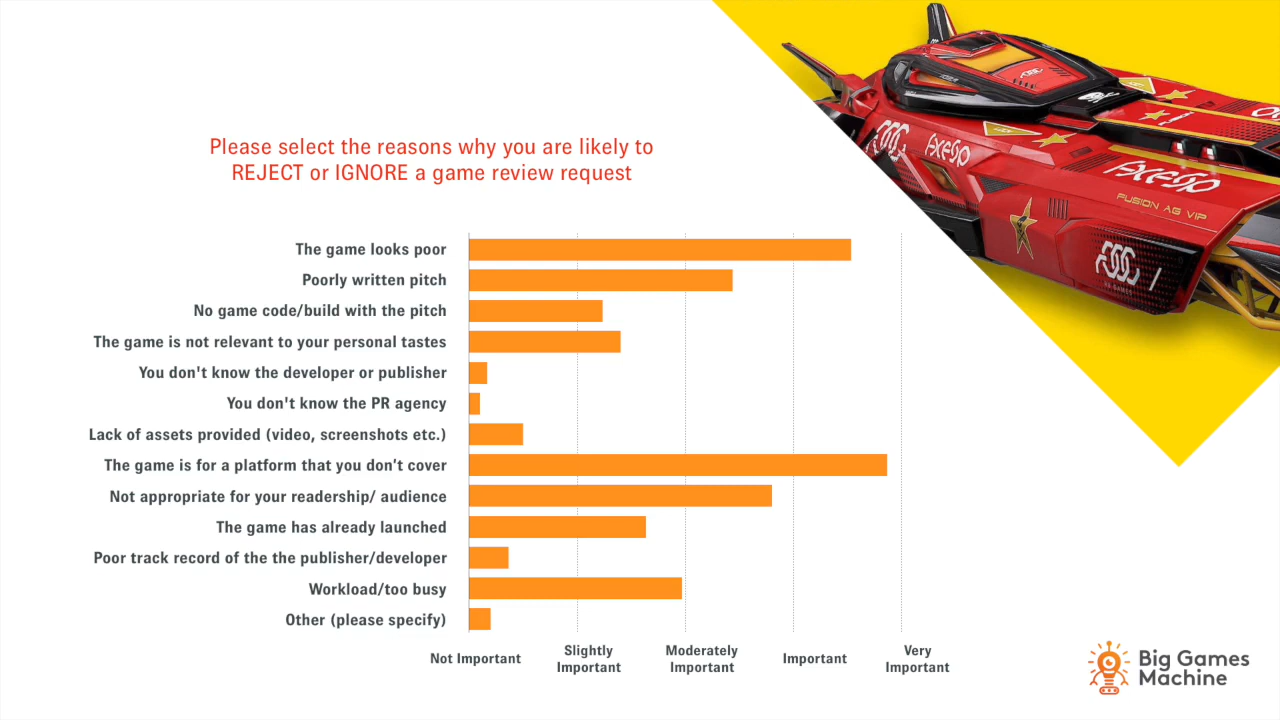 Please select the reasons why you are likely to
REJECT or IGNORE a game review request
The game looks poor
Poorly written pitch
No game code/build with the pitch
The game is not relevant to your personal tastes
You don't know the developer or publisher
You don't know the PR agency
Lack of assets provided (video, screenshots etc.)
The game is for a platform that you don’t cover
Not appropriate for your readership/ audience
The game has already launched
Poor track record of the the publisher/developer
Workload/too busy
Other (please specify)
Not Important
Slightly
Important
Moderately
Important
Important
Very
Important
FUSION AG VIP
AG GAMES
Big Games
Machine